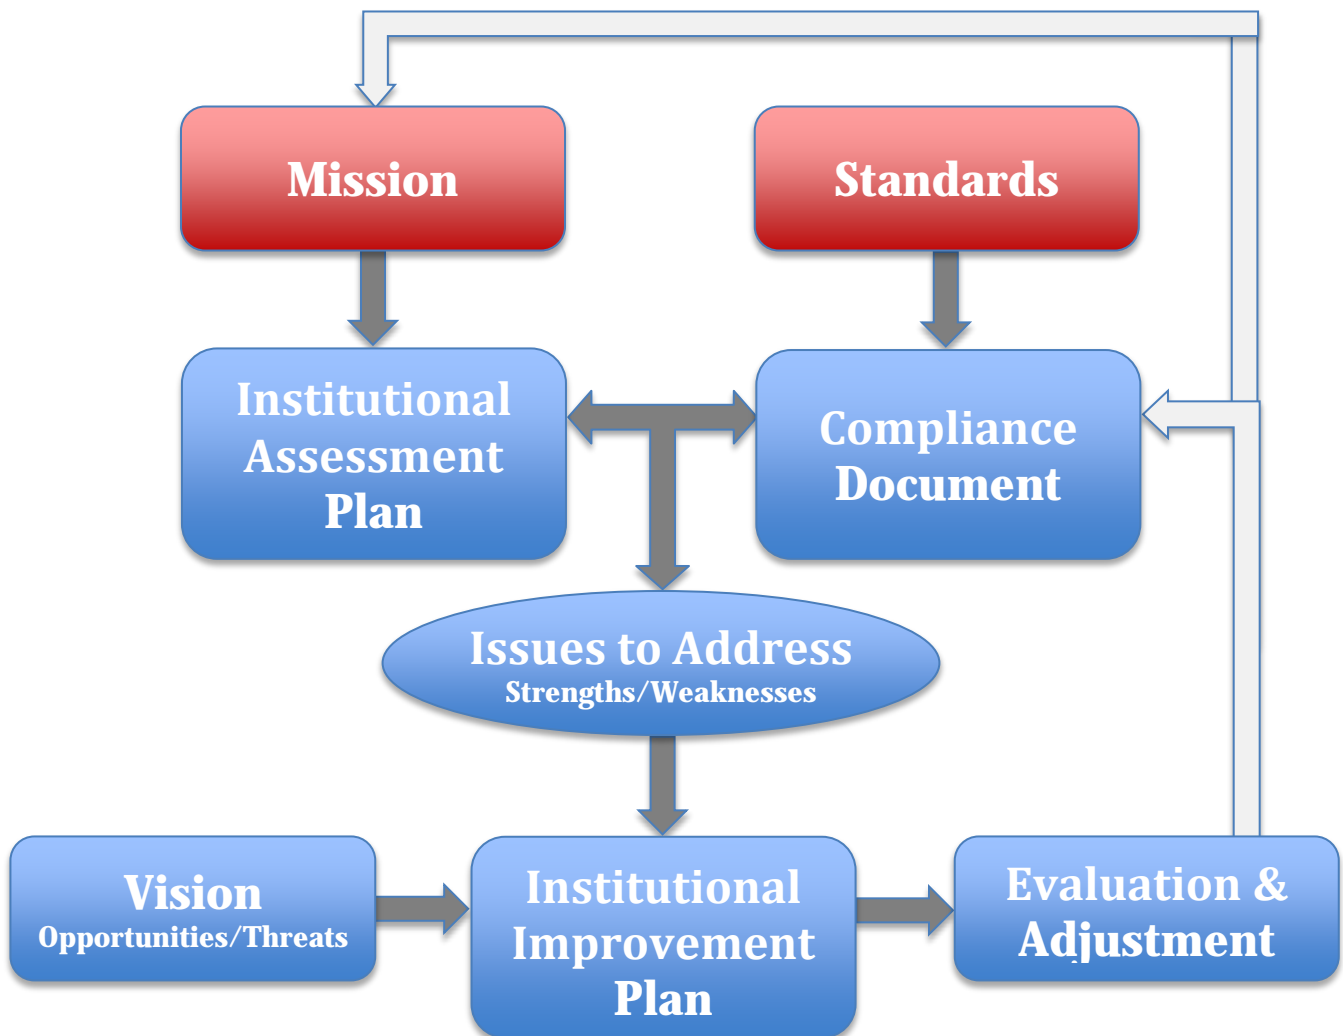 Mission
Standards
Institutional
Assessment
Plan
Compliance
Document
Issues to Address
Strengths/Weaknesses
Vision
Opportunities/Threats
Institutional
Improvement
Plan
Evaluation &
Adjustment